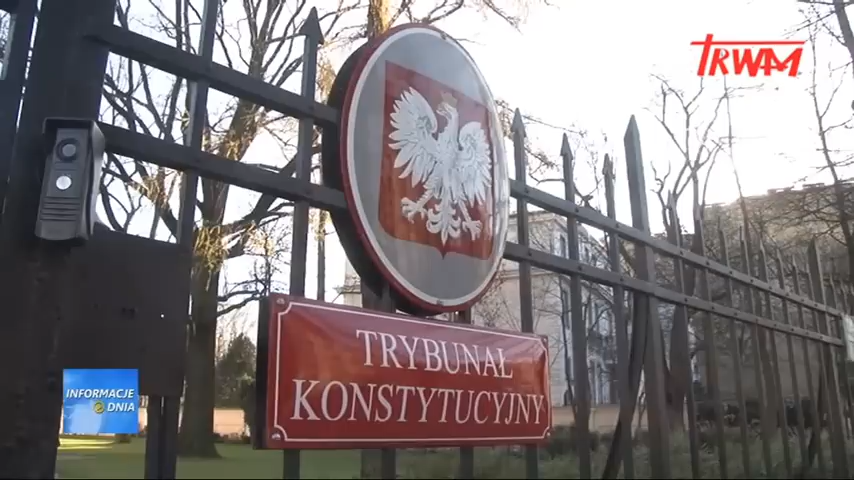 TRWAM
TRYBUNAŁ
KONSTYTUCYJNY
INFORMACJE
DNIA